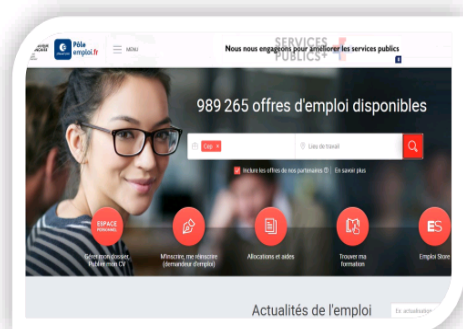 Pôle
emploi.fr
MENU
SERVICES
PUBLICS+
Nous nous engageons pour améliorer les services publics
989 265 offres d'emploi disponibles
Cap ×
Lieu de travail
Inclure les offres de nos partenaires
En savoir plus
ESPACE
PERSONNEL
Gérer mon dossier,
Publier mon CV
M'inscrire, me réinscrire
(demandeur d'emploi)
Allocations et aides
Trouver ma
formation
ES
Emploi Store
Actualités de l'emploi